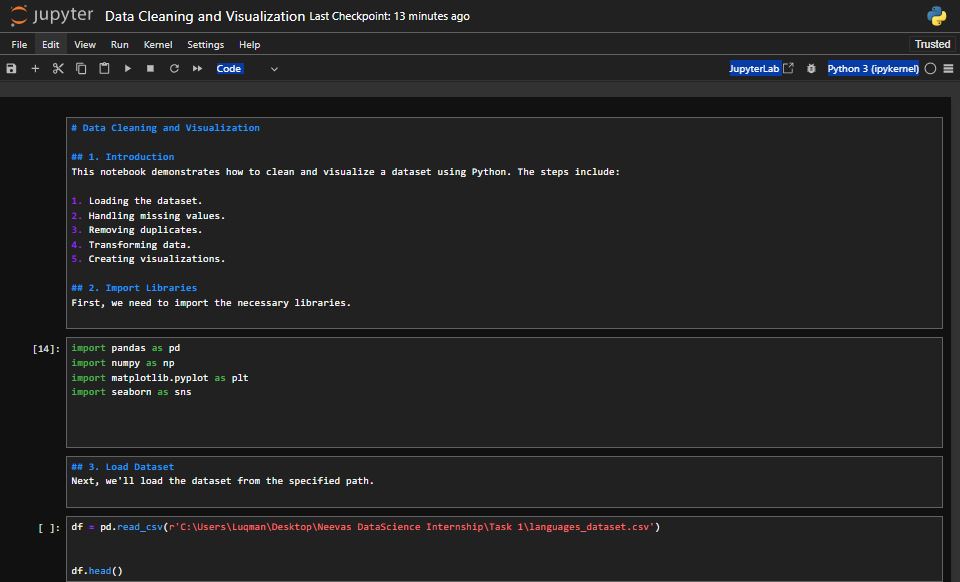 jupyter Data Cleaning and Visualization Last Checkpoint: 13 minutes ago
File Edit View Run Kernel Settings Help Trusted
Code JupyterLab Python 3 (ipykernel)
# Data Cleaning and Visualization
## 1. Introduction
This notebook demonstrates how to clean and visualize a dataset using Python. The steps include:
1. Loading the dataset.
2. Handling missing values.
3. Removing duplicates.
4. Transforming data.
5. Creating visualizations.
## 2. Import Libraries
First, we need to import the necessary libraries.
[14]: import pandas as pd
import numpy as np
import matplotlib.pyplot as plt
import seaborn as sns
## 3. Load Dataset
Next, we'll load the dataset from the specified path.
[ ]: df = pd.read_csv(r'C:\Users\Luqman\Desktop\Neevas DataScience Internship\Task 1\languages_dataset.csv')
df.head()